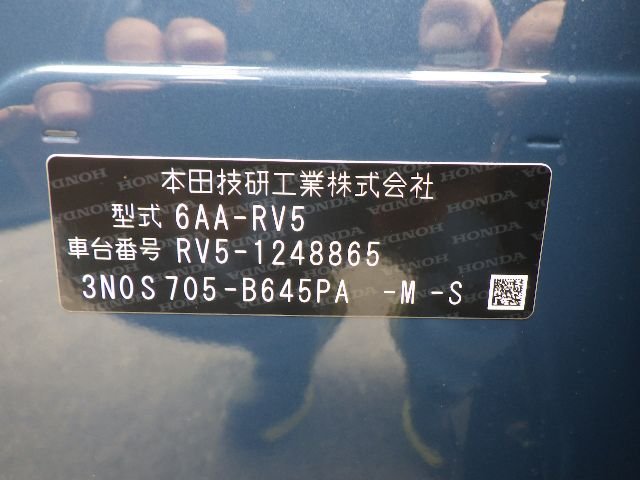 本田技研工業株式会社
型式 6AA-RV5
車台番号 RV5-1248865
3N0S705-B645PA -M-S